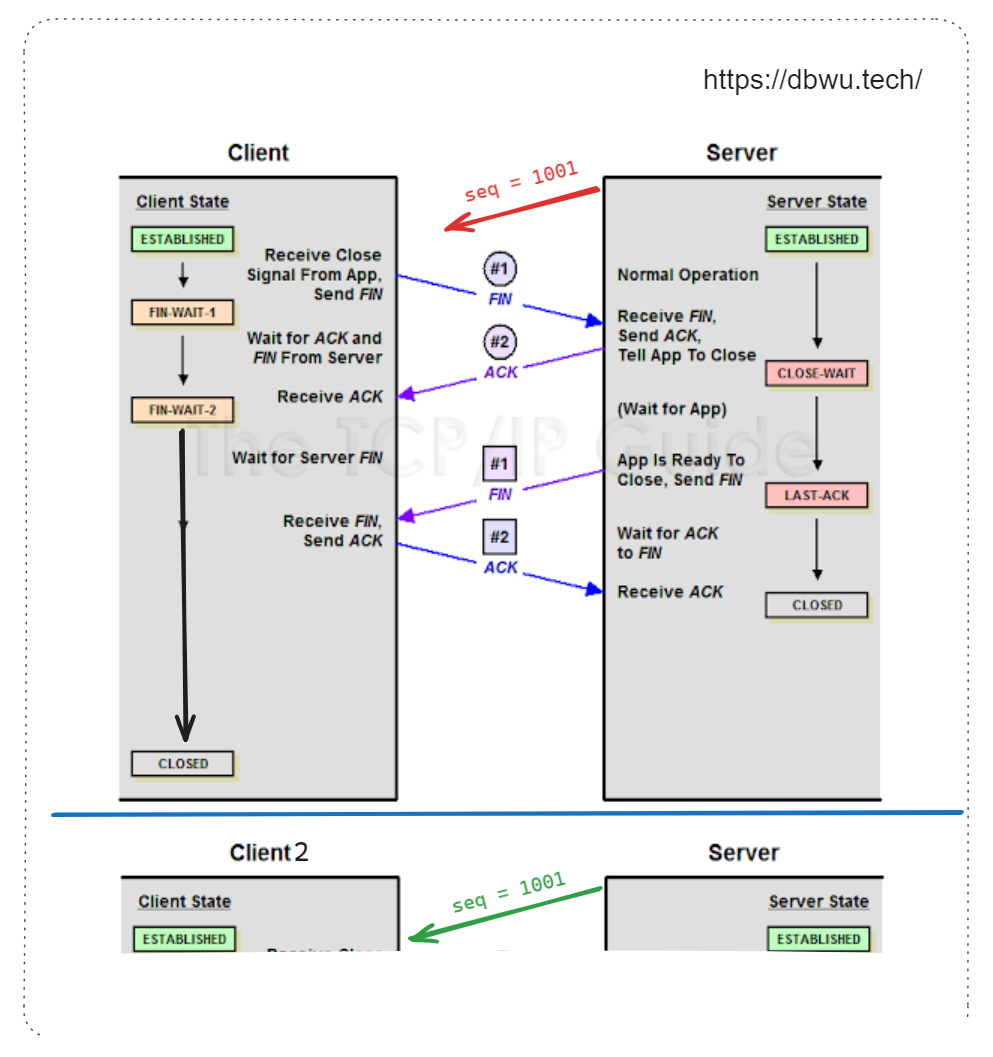 https://dbwu.tech/
Client
Server
seq = 1001
Client State
Server State
ESTABLISHED
ESTABLISHED
Receive Close
Signal From App,
Send FIN
#1
FIN
Normal Operation
FIN-WAIT-1
Receive FIN,
Send ACK,
Tell App To Close
Wait for ACK and
FIN From Server
#2
ACK
CLOSE-WAIT
Receive ACK
FIN-WAIT-2
(Wait for App)
The TCP/IP Guide
Wait for Server FIN
#1
FIN
App Is Ready To
Close, Send FIN
LAST-ACK
Receive FIN,
Send ACK
#2
ACK
Wait for ACK
to FIN
Receive ACK
CLOSED
CLOSED
Client 2
Server
seq = 1001
Client State
Server State
ESTABLISHED
ESTABLISHED